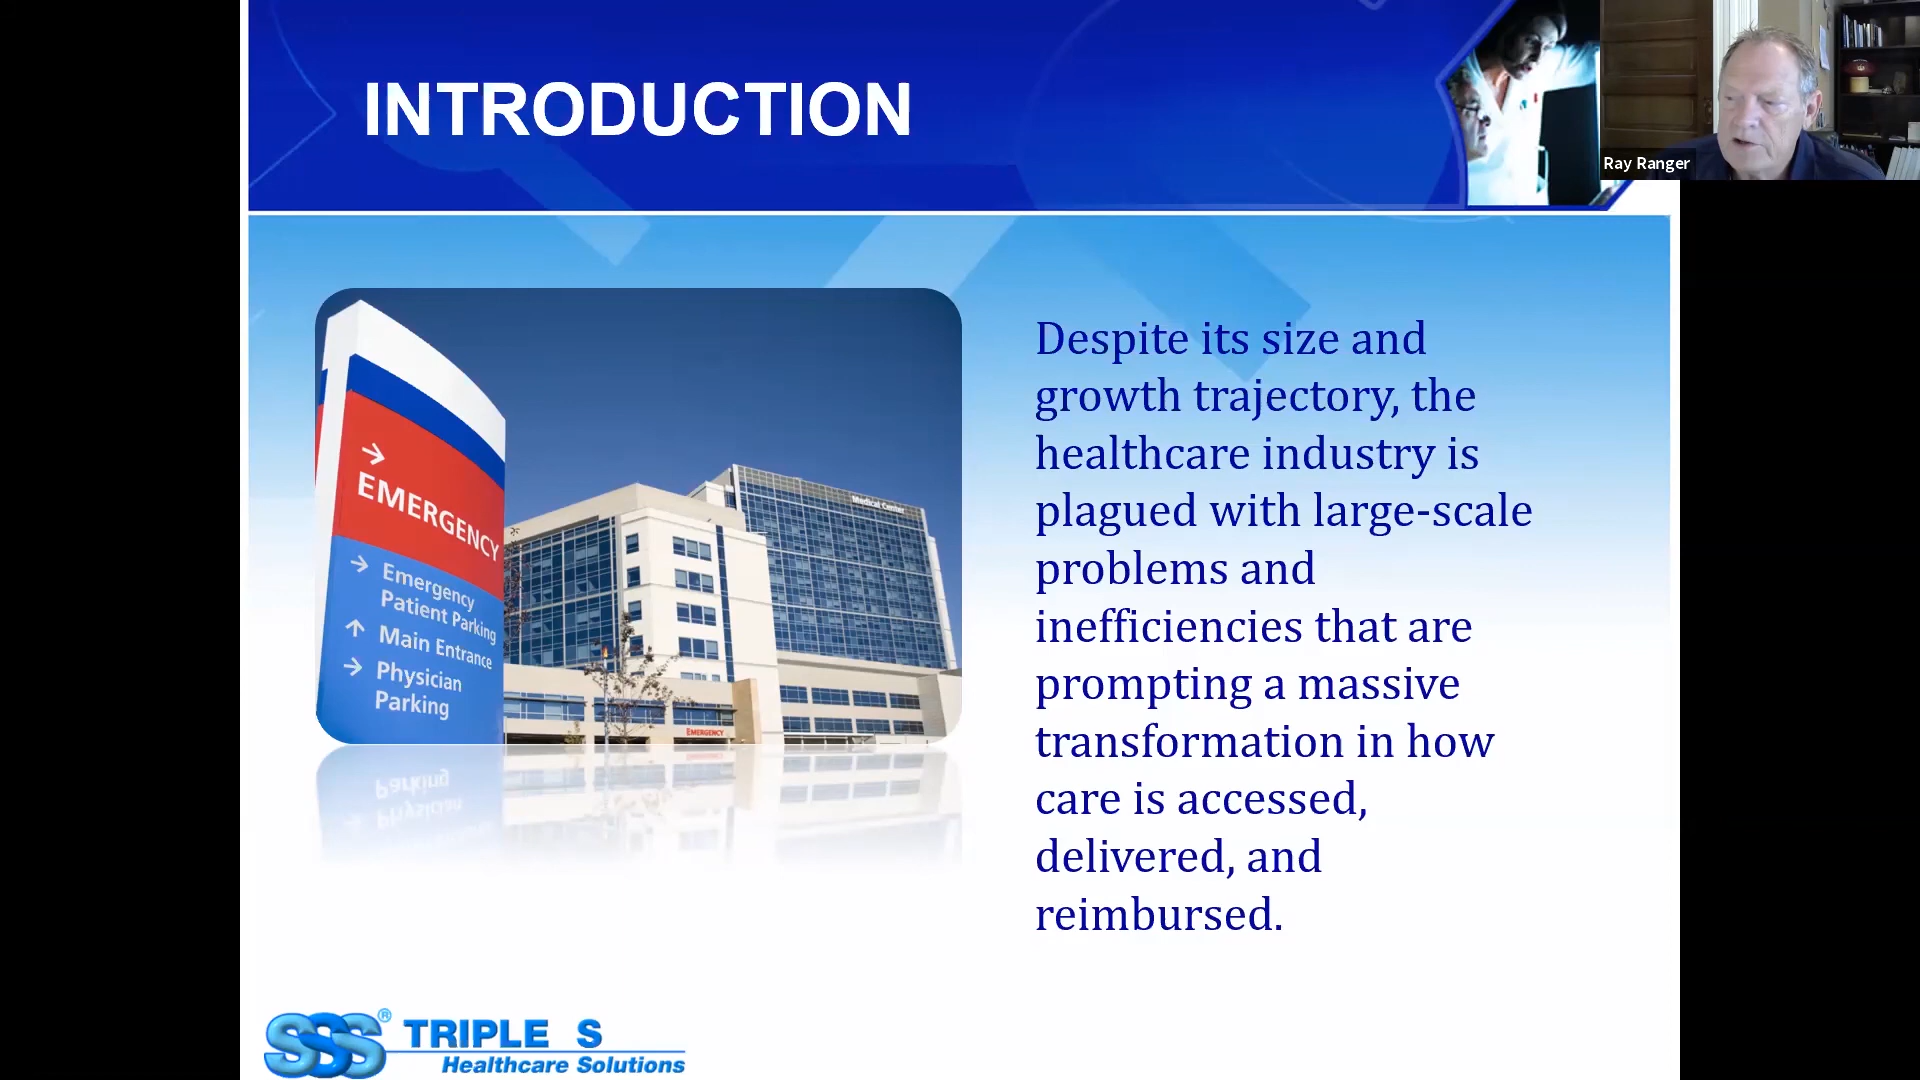 INTRODUCTION
Ray Ranger
Despite its size and
growth trajectory, the
healthcare industry is
plagued with large-scale
problems and
inefficiencies that are
prompting a massive
transformation in how
care is accessed,
delivered, and
reimbursed.
→
EMERGENCY
→ Emergency
Patient Parking
↑ Main Entrance
→ Physician
Parking
Medical Center
EMERGENCY
SSS® TRIPLE S
Healthcare Solutions